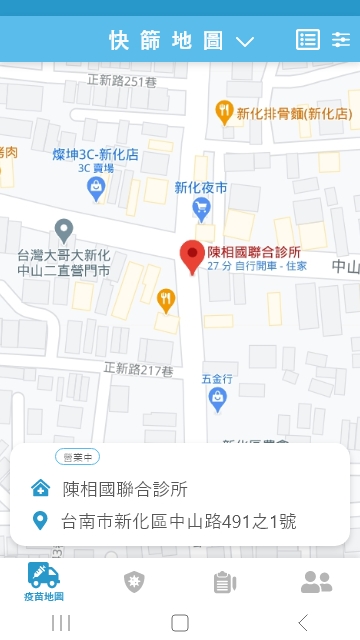 快篩地圖
正新路251巷
新化排骨麵(新化店)
燦坤3C-新化店
3C 賣場
新化夜市
台灣大哥大新化
中山二直營門市
陳相國聯合診所
27 分 自行開車 - 住家
正新路217巷
五金行
營業中
陳相國聯合診所
台南市新化區中山路491之1號
疫苗地圖